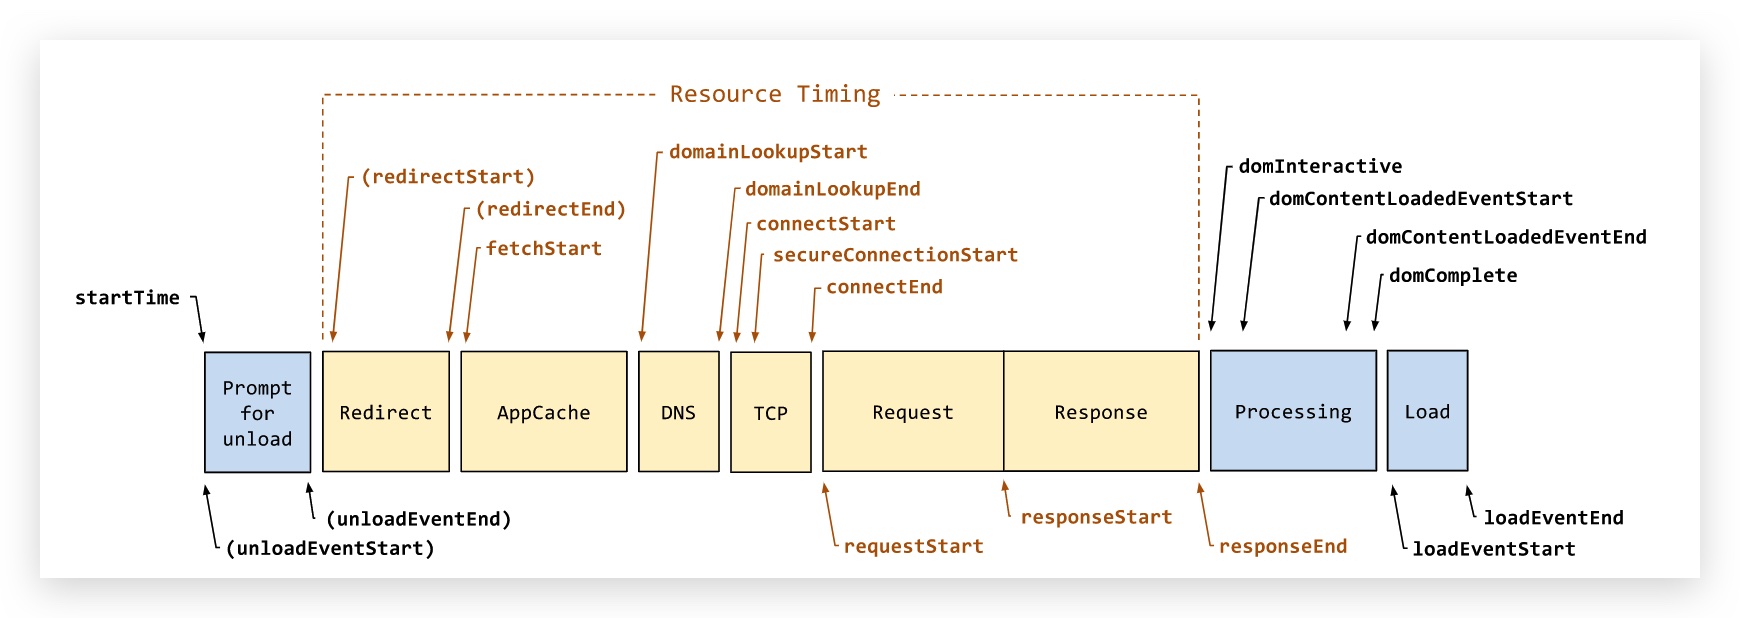 Resource Timing
domainLookupStart
domInteractive
(redirectStart)
domainLookupEnd
domContentLoadedEventStart
(redirectEnd)
connectStart
domContentLoadedEventEnd
fetchStart
secureConnectionStart
domComplete
connectEnd
startTime
Prompt
for
unload
Redirect
AppCache
DNS
TCP
Request
Response
Processing
Load
(unloadEventEnd)
responseStart
loadEventEnd
(unloadEventStart)
requestStart
responseEnd
loadEventStart